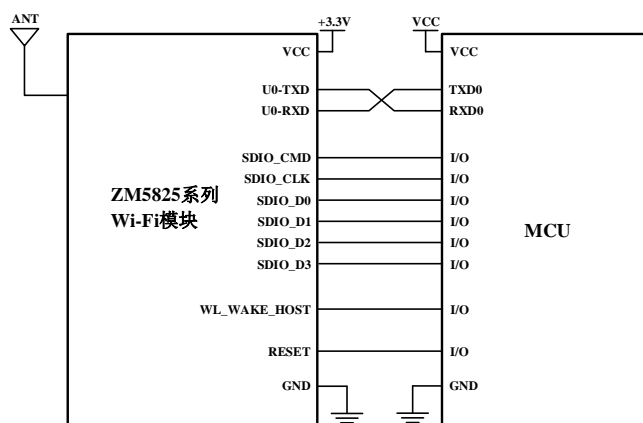 ANT
+3.3V
VCC
VCC
VCC
U0-TXD
TXD0
U0-RXD
RXD0
SDIO_CMD
I/O
SDIO_CLK
I/O
SDIO_D0
I/O
SDIO_D1
I/O
SDIO_D2
I/O
SDIO_D3
I/O
ZM5825系列
Wi-Fi模块
MCU
WL_WAKE_HOST
I/O
RESET
I/O
GND
GND